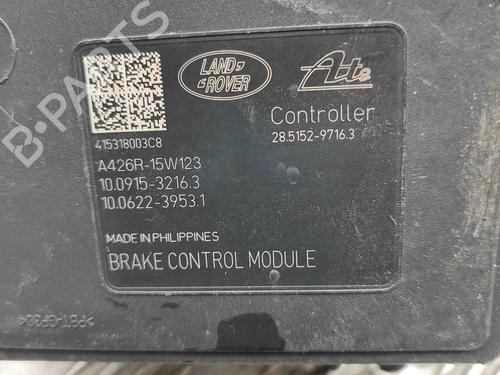 LAND
ROVER
Ate
Controller
28.5152-9716.3
415318003C8
A426R-15W123
10.0915-3216.3
10.0622-3953.1
MADE IN PHILIPPINES
BRAKE CONTROL MODULE
>PBT-GF30<
B-PARTS